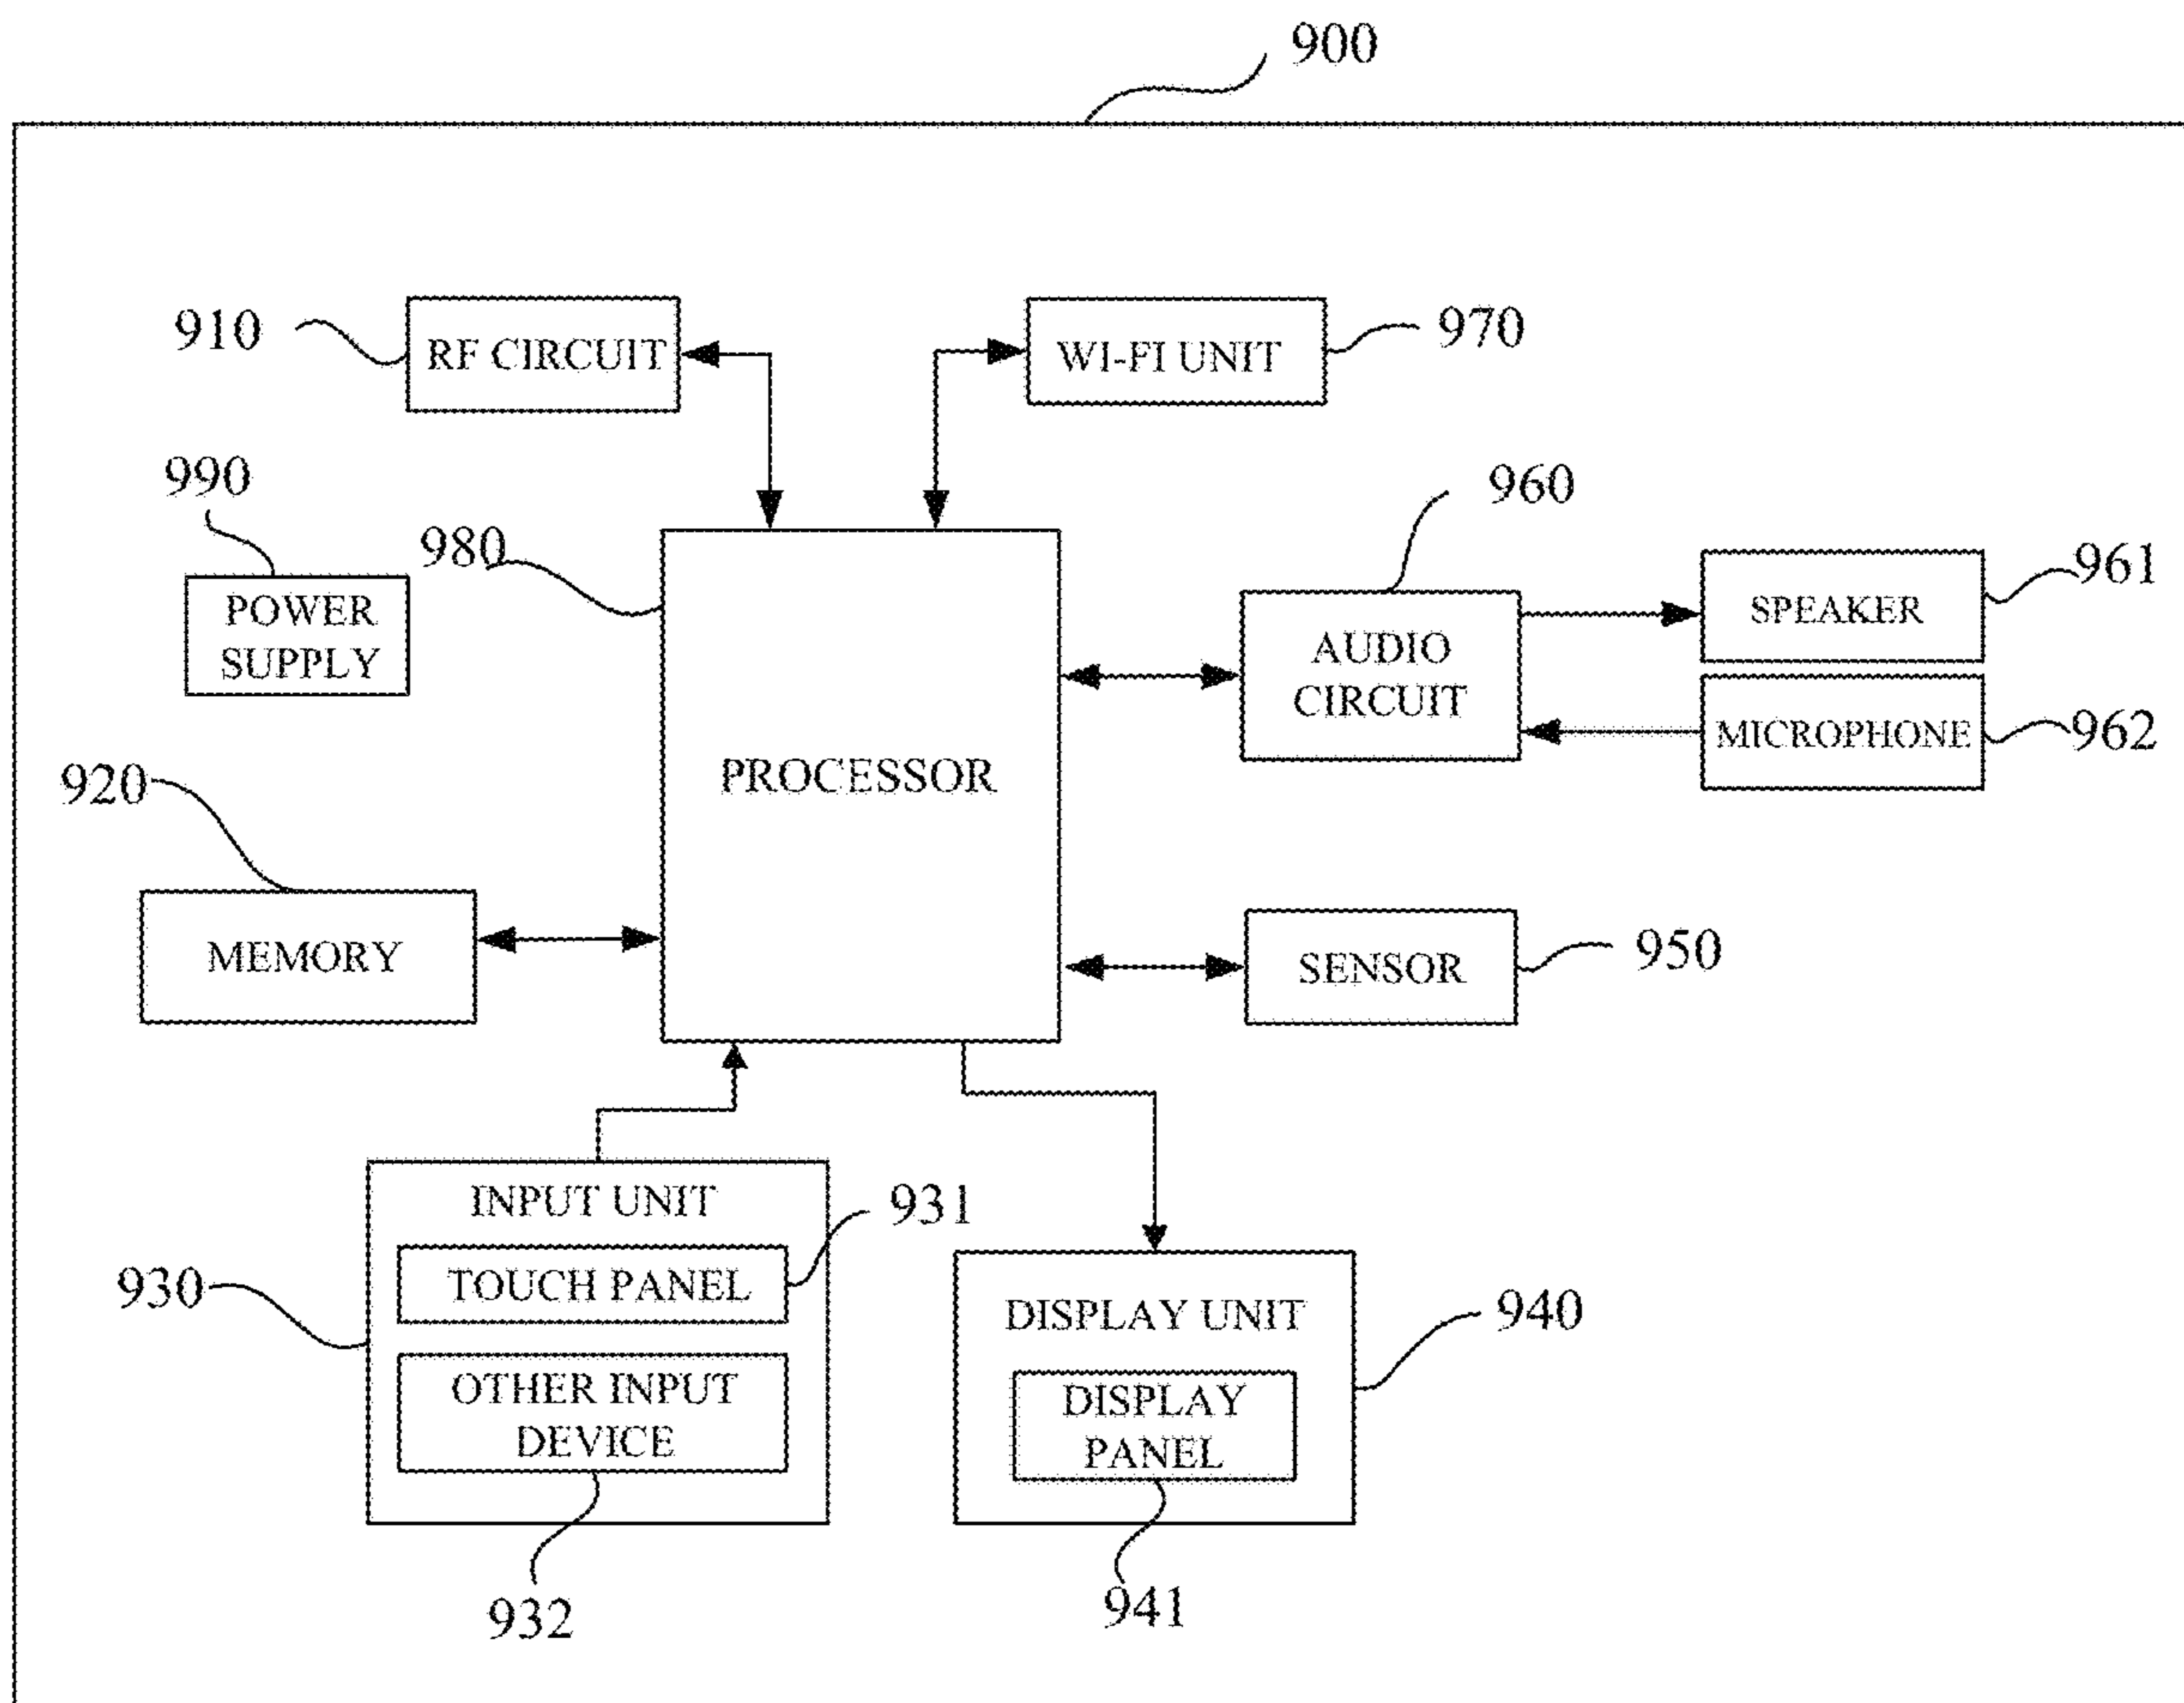 900
910
RF CIRCUIT
WI-FI UNIT
970
990
980
960
POWER
SUPPLY
961
SPEAKER
AUDIO
CIRCUIT
MICROPHONE
962
PROCESSOR
920
MEMORY
SENSOR
950
INPUT UNIT
931
930
TOUCH PANEL
OTHER INPUT
DEVICE
932
DISPLAY UNIT
940
DISPLAY
PANEL
941